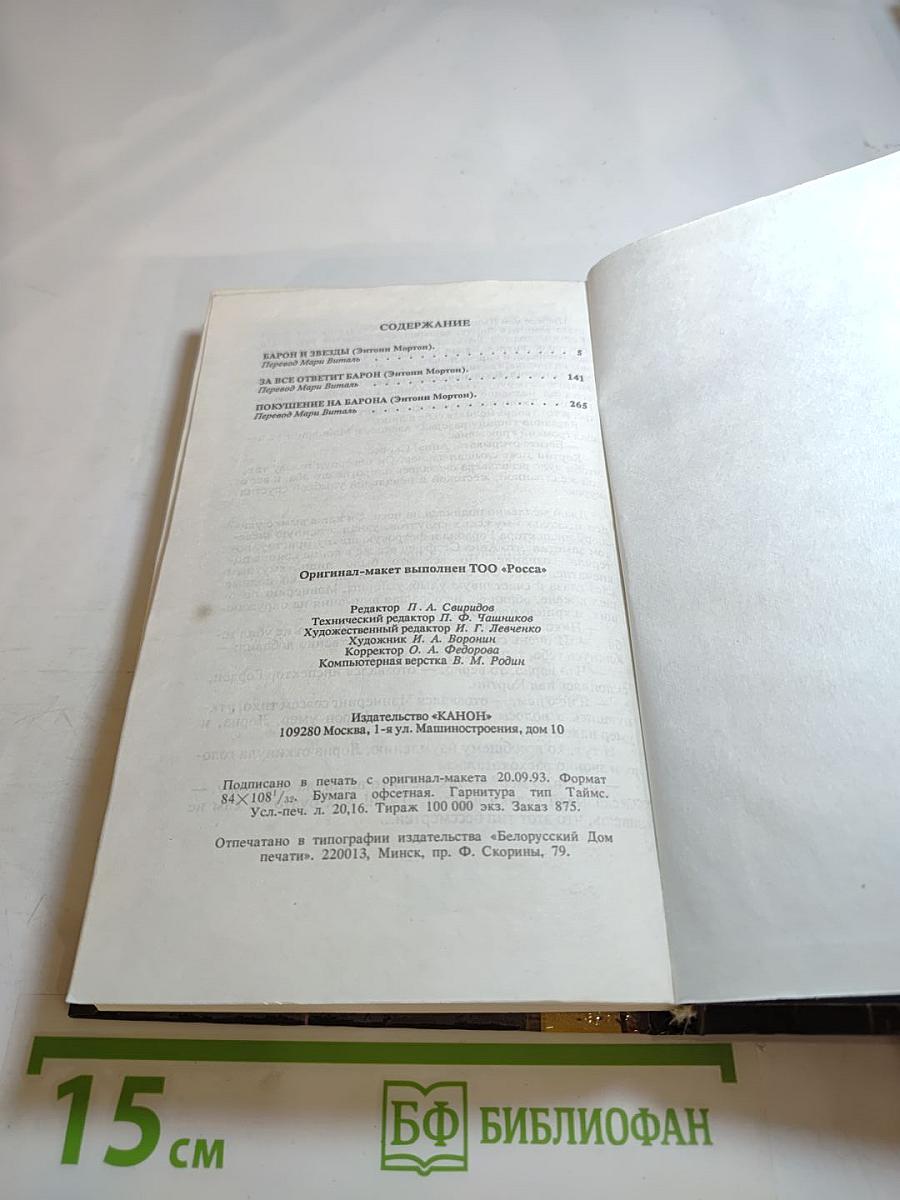 СОДЕРЖАНИЕ
БАРОН И ЗВЕЗДЫ (Энтони Мортон).
Перевод Мари Виталь . . . . . . . . . . . . . . . . 5
ЗА ВСЕ ОТВЕТИТ БАРОН (Энтони Мортон).
Перевод Мари Виталь . . . . . . . . . . . . . . . . 141
ПОКУШЕНИЕ НА БАРОНА (Энтони Мортон).
Перевод Мари Виталь . . . . . . . . . . . . . . . . 265
Оригинал-макет выполнен ТОО «Росса»
Редактор П. А. Свиридов
Технический редактор П. Ф. Чашников
Художественный редактор И. Г. Левченко
Художник И. А. Воронин
Корректор О. А. Федорова
Компьютерная верстка В. М. Родин
Издательство «КАНОН»
109280 Москва, 1-я ул. Машиностроения, дом 10
Подписано в печать с оригинал-макета 20.09.93. Формат
84×108¹/₃₂. Бумага офсетная. Гарнитура тип Таймс.
Усл.-печ. л. 20,16. Тираж 100 000 экз. Заказ 875.
Отпечатано в типографии издательства «Белорусский Дом
печати». 220013, Минск, пр. Ф. Скорины, 79.
15 см
БФ БИБЛИОФАН